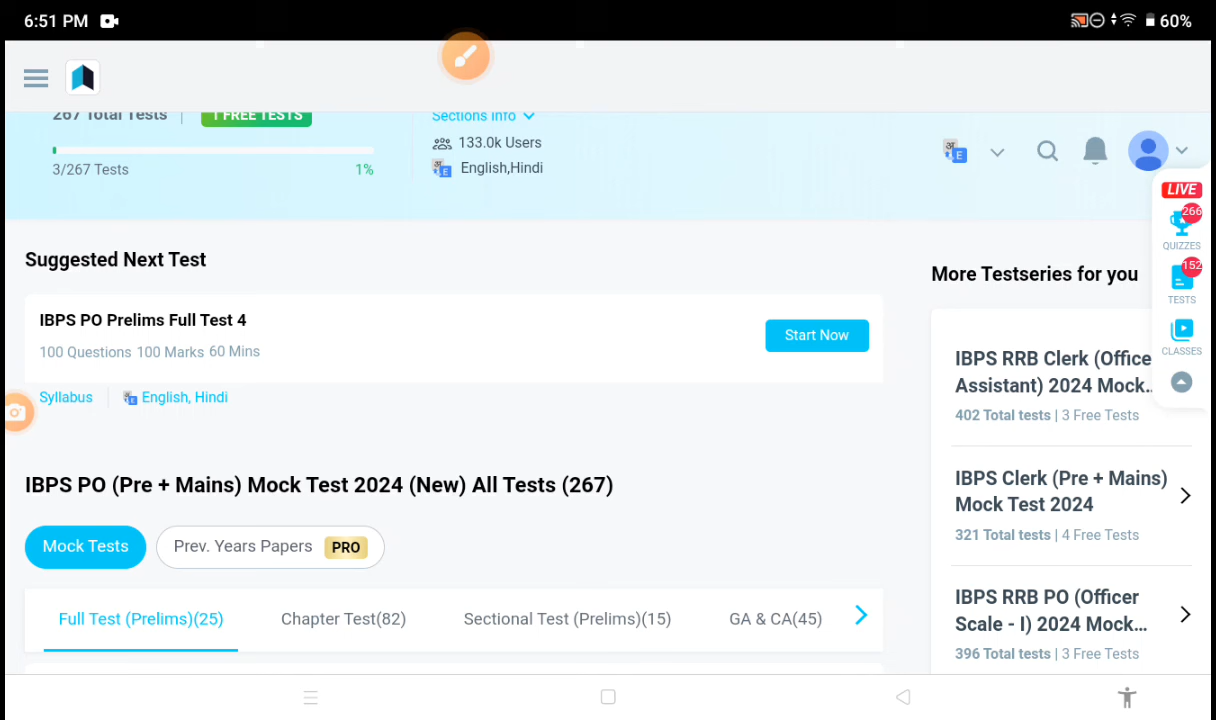 6:51 PM
60%
267 Total Tests | 1 FREE TESTS
Sections Info
133.0k Users
3/267 Tests 1%
English,Hindi
LIVE
266
QUIZZES
152
TESTS
CLASSES
Suggested Next Test
IBPS PO Prelims Full Test 4
100 Questions 100 Marks 60 Mins
Start Now
Syllabus
English, Hindi
IBPS PO (Pre + Mains) Mock Test 2024 (New) All Tests (267)
Mock Tests
Prev. Years Papers PRO
Full Test (Prelims)(25) Chapter Test(82) Sectional Test (Prelims)(15) GA & CA(45)
More Testseries for you
IBPS RRB Clerk (Office
Assistant) 2024 Mock...
402 Total tests | 3 Free Tests
IBPS Clerk (Pre + Mains)
Mock Test 2024
321 Total tests | 4 Free Tests
IBPS RRB PO (Officer
Scale - I) 2024 Mock...
396 Total tests | 3 Free Tests